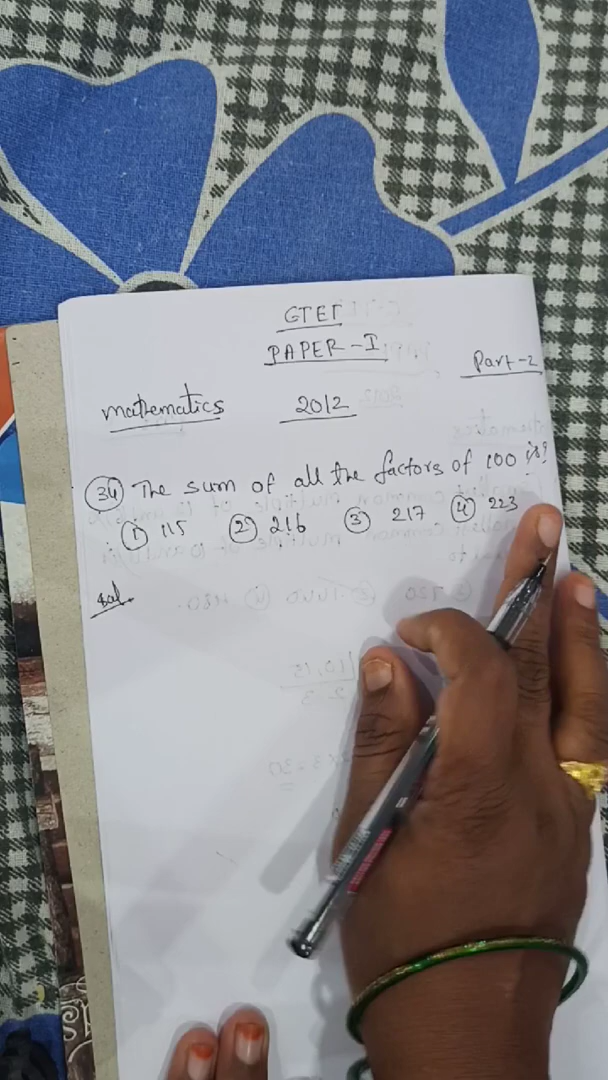 GTET
PAPER-I
Part-2
Mathematics 2012
34 The sum of all the factors of 100 is?
1 115 2 216 3 217 4 223
Sol.